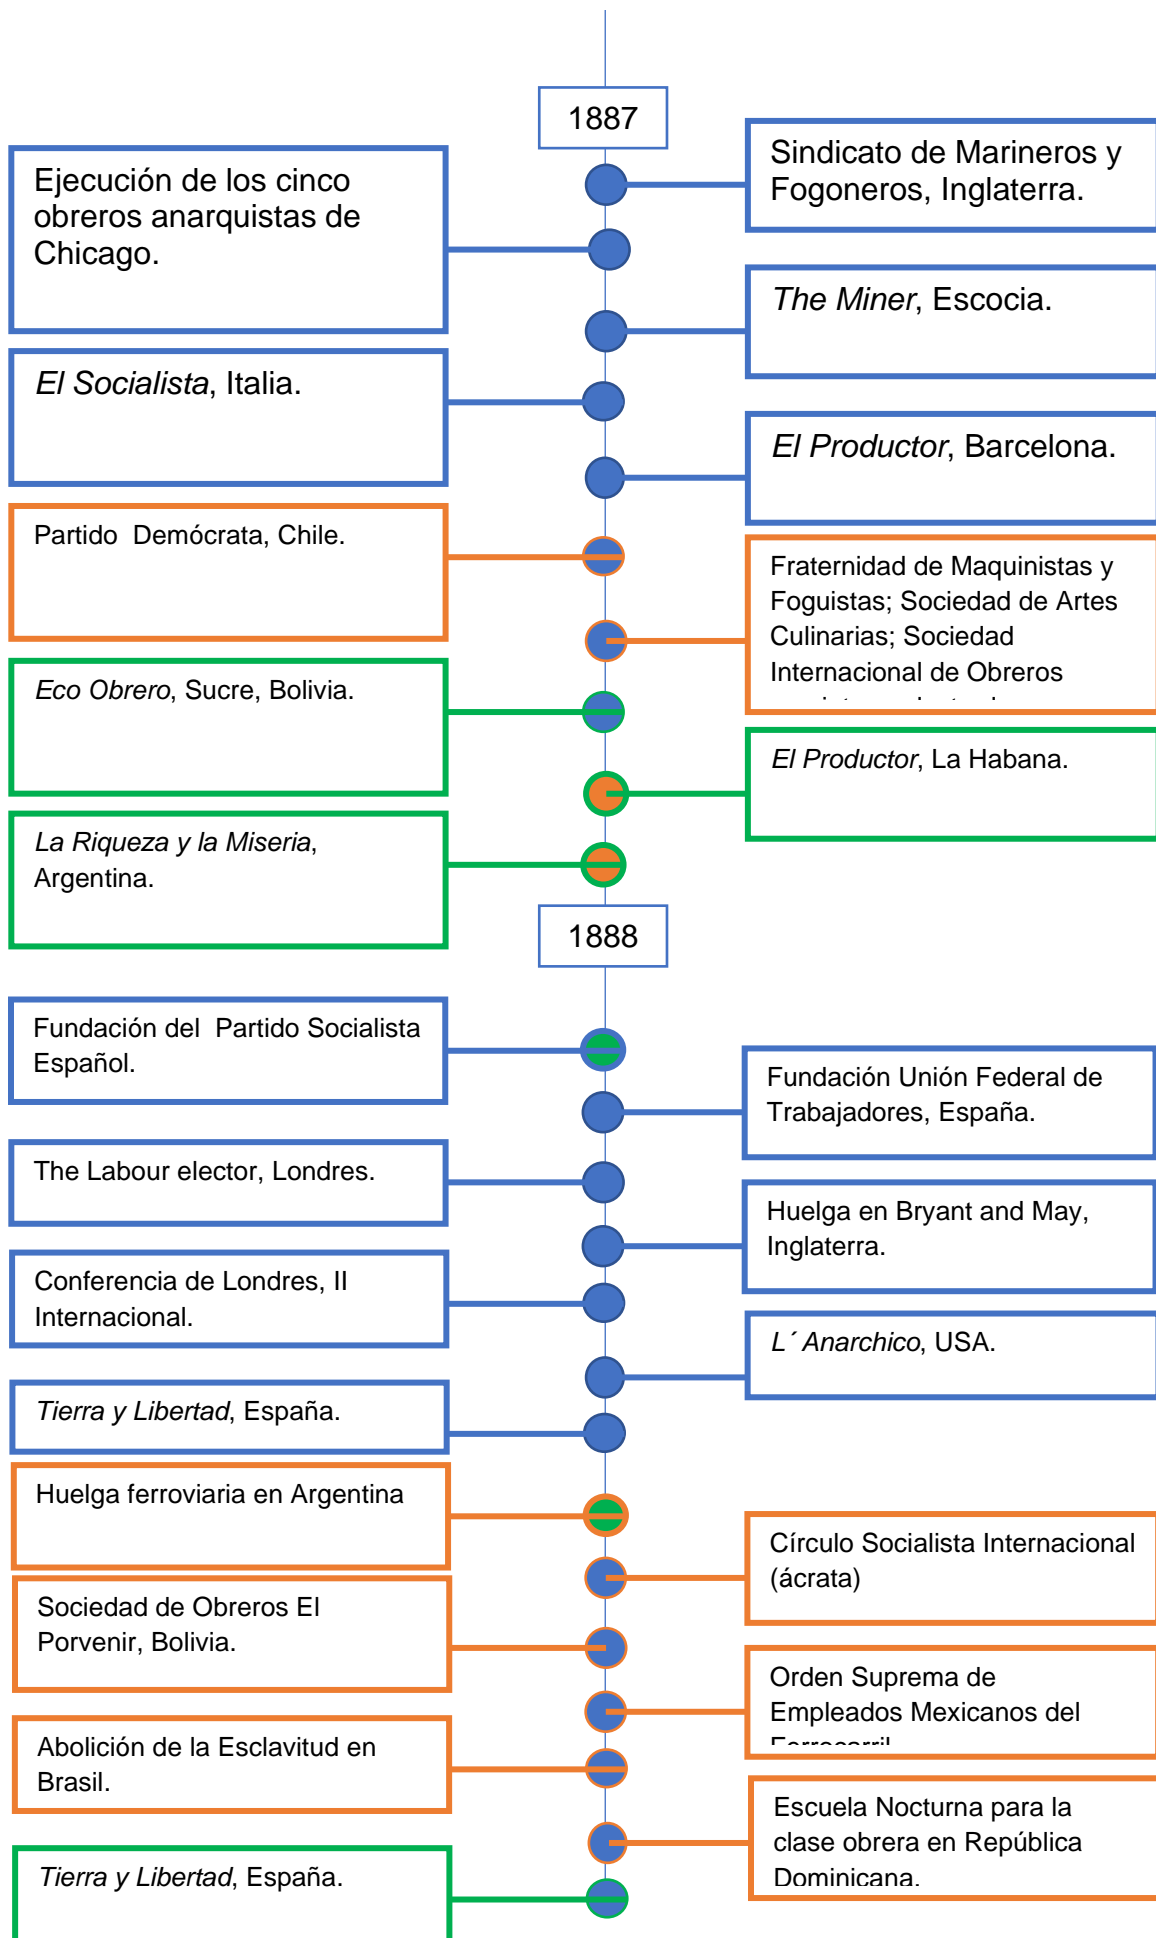 1887
Sindicato de Marineros y
Fogoneros, Inglaterra.
Ejecución de los cinco
obreros anarquistas de
Chicago.
The Miner, Escocia.
El Socialista, Italia.
El Productor, Barcelona.
Partido Demócrata, Chile.
Fraternidad de Maquinistas y
Foguistas; Sociedad de Artes
Culinarias; Sociedad
Internacional de Obreros
Eco Obrero, Sucre, Bolivia.
El Productor, La Habana.
La Riqueza y la Miseria,
Argentina.
1888
Fundación del Partido Socialista
Español.
Fundación Unión Federal de
Trabajadores, España.
The Labour elector, Londres.
Huelga en Bryant and May,
Inglaterra.
Conferencia de Londres, II
Internacional.
L´ Anarchico, USA.
Tierra y Libertad, España.
Huelga ferroviaria en Argentina
Círculo Socialista Internacional
(ácrata)
Sociedad de Obreros El
Porvenir, Bolivia.
Orden Suprema de
Empleados Mexicanos del
Ferrocarril
Abolición de la Esclavitud en
Brasil.
Escuela Nocturna para la
clase obrera en República
Dominicana.
Tierra y Libertad, España.